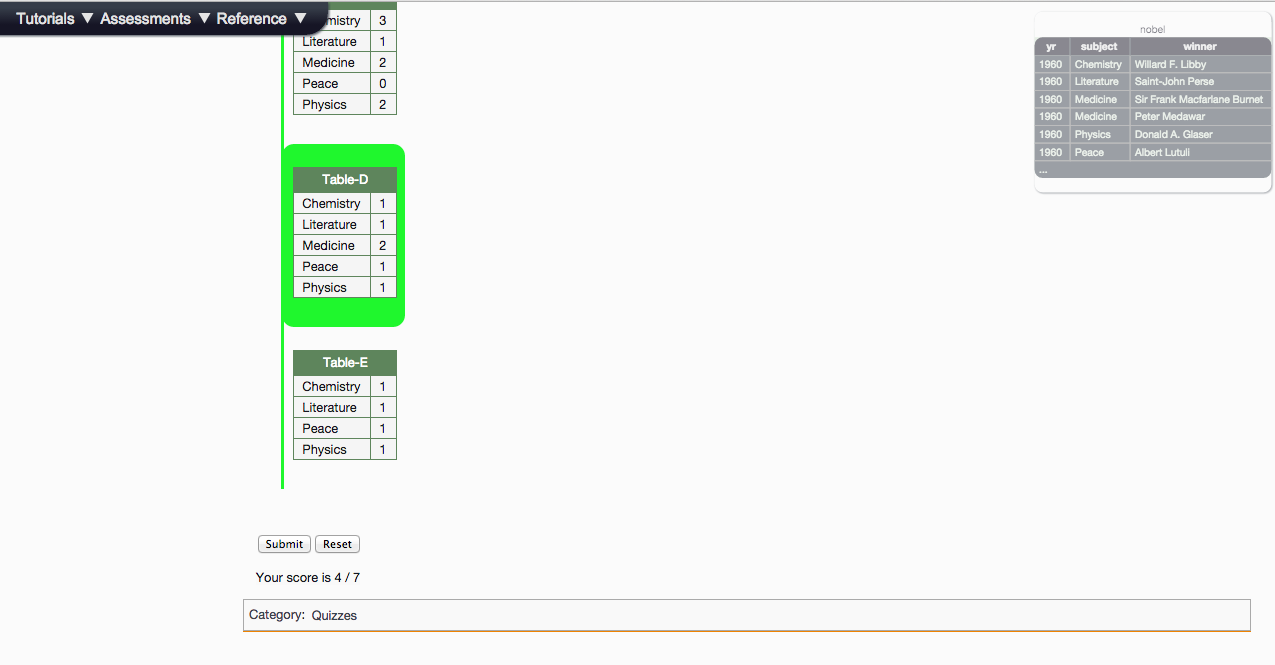 Tutorials ▼ Assessments ▼ Reference ▼
mistry 3
Literature 1
Medicine 2
Peace 0
Physics 2
Table-D
Chemistry 1
Literature 1
Medicine 2
Peace 1
Physics 1
Table-E
Chemistry 1
Literature 1
Peace 1
Physics 1
Submit Reset
Your score is 4 / 7
Category: Quizzes
nobel
yr subject winner
1960 Chemistry Willard F. Libby
1960 Literature Saint-John Perse
1960 Medicine Sir Frank Macfarlane Burnet
1960 Medicine Peter Medawar
1960 Physics Donald A. Glaser
1960 Peace Albert Lutuli
...